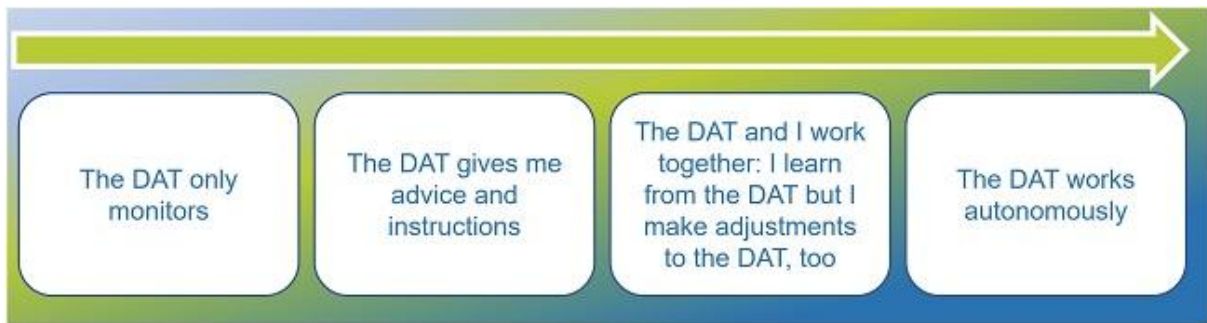 The DAT only
monitors
The DAT gives me
advice and
instructions
The DAT and I work
together: I learn
from the DAT but I
make adjustments
to the DAT, too
The DAT works
autonomously